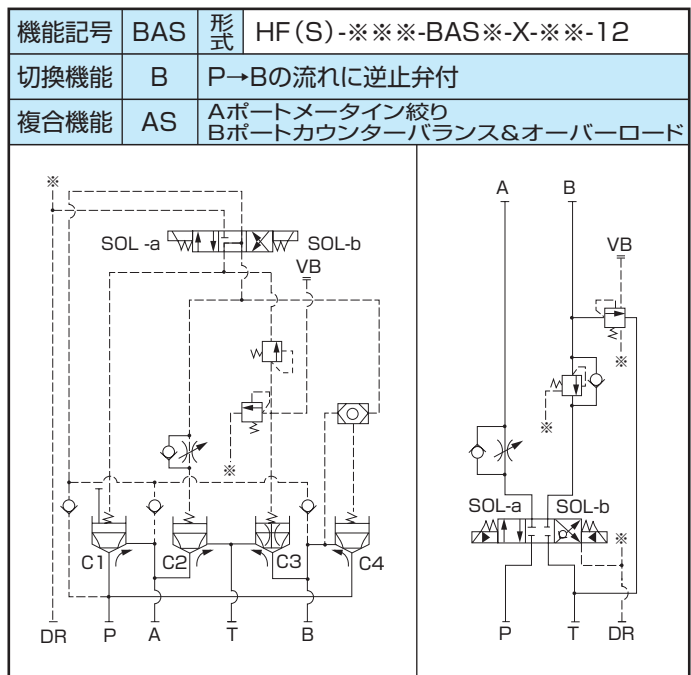 機能記号 BAS 形式 HF(S)-※※※-BAS※-X-※※-12
切換機能 B P→Bの流れに逆止弁付
複合機能 AS Aポートメータイン絞り
Bポートカウンターバランス&オーバーロード
※
SOL -a SOL-b
VB
※
C1 C2 C3 C4
DR P A T B
A B
VB
※
※
SOL-a SOL-b
※
P T DR